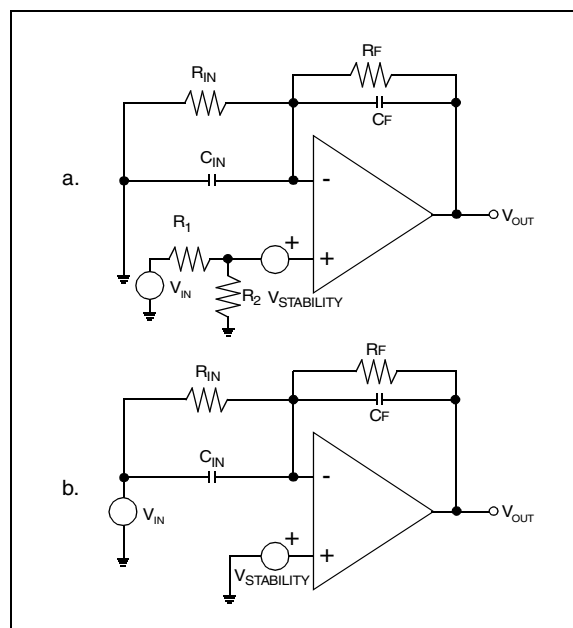 RF
RIN
CF
CIN
a.
-
R1
+
VOUT
+
VIN
R2
VSTABILITY
RF
RIN
CF
CIN
b.
-
VIN
+
VOUT
+
VSTABILITY